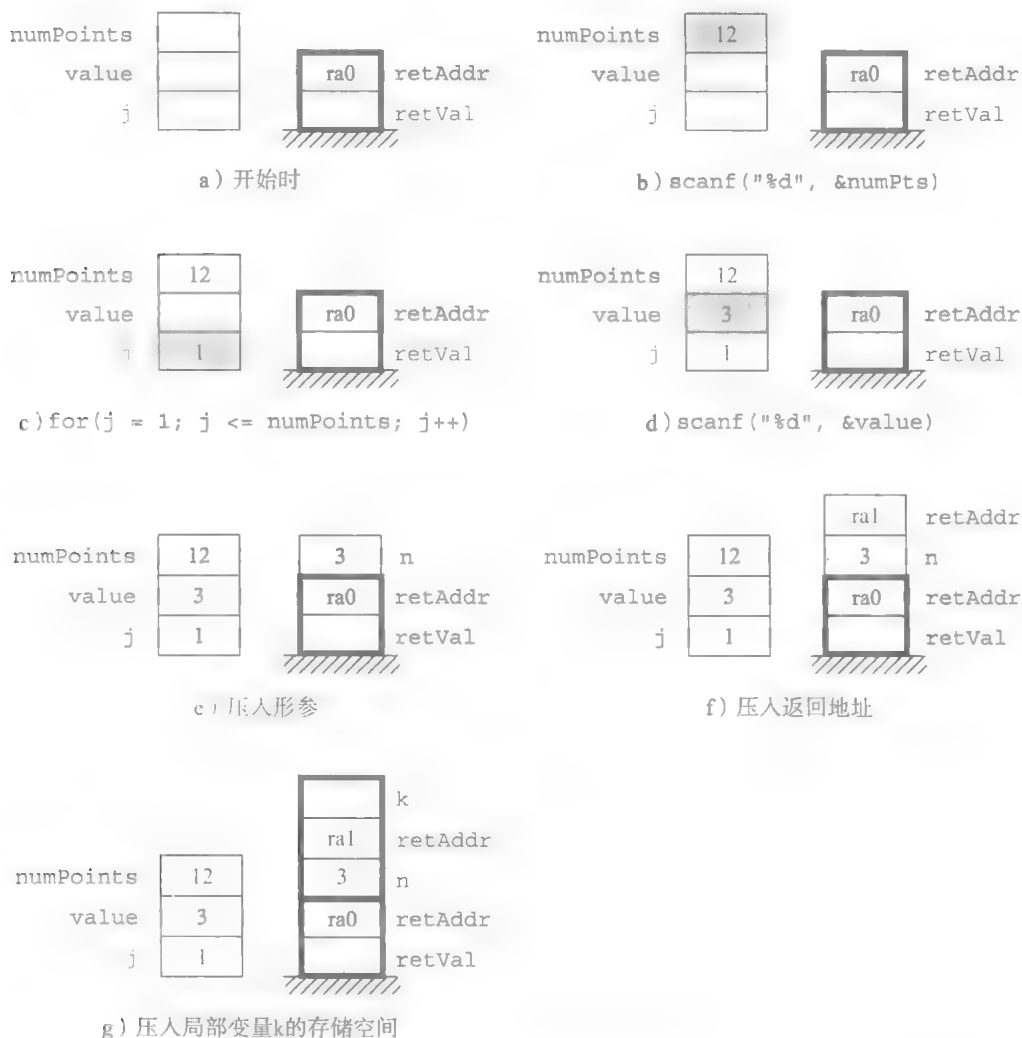 numPoints
value
j
ra0 retAddr
retVal
a）开始时
numPoints 12
value
j
ra0 retAddr
retVal
b) scanf("%d", &numPts)
numPoints 12
value
j 1
ra0 retAddr
retVal
c) for(j = 1; j <= numPoints; j++)
numPoints 12
value 3
j 1
ra0 retAddr
retVal
d) scanf("%d", &value)
numPoints 12
value 3
j 1
3 n
ra0 retAddr
retVal
e）压入形参
numPoints 12
value 3
j 1
ra1 retAddr
3 n
ra0 retAddr
retVal
f）压入返回地址
numPoints 12
value 3
j 1
k
ra1 retAddr
3 n
ra0 retAddr
retVal
g）压入局部变量k的存储空间